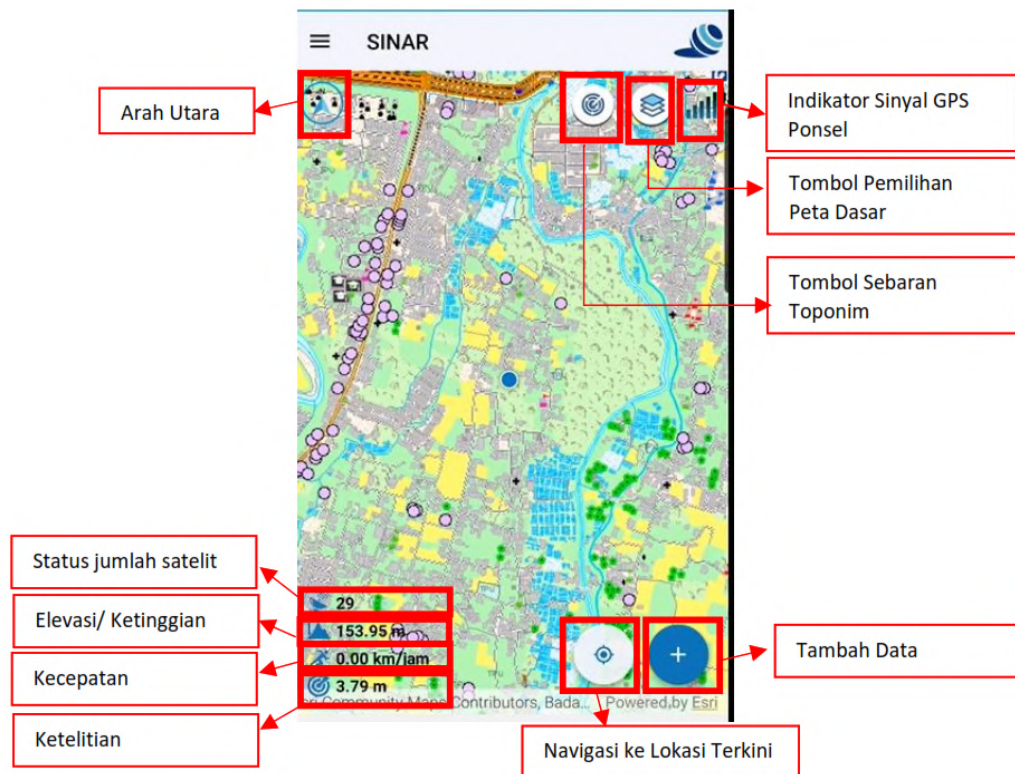 SINAR
Arah Utara
Indikator Sinyal GPS
Ponsel
Tombol Pemilihan
Peta Dasar
Tombol Sebaran
Toponim
Status jumlah satelit
29
Elevasi/ Ketinggian
153.95 m
Kecepatan
0.00 km/jam
Ketelitian
3.79 m
Tambah Data
Community Maps Contributors, Bada... Powered by Esri
Navigasi ke Lokasi Terkini